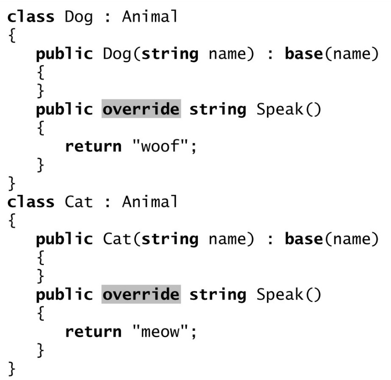 class Dog : Animal
{
   public Dog(string name) : base(name)
   {
   }
   public override string Speak()
   {
      return "woof";
   }
}
class Cat : Animal
{
   public Cat(string name) : base(name)
   {
   }
   public override string Speak()
   {
      return "meow";
   }
}